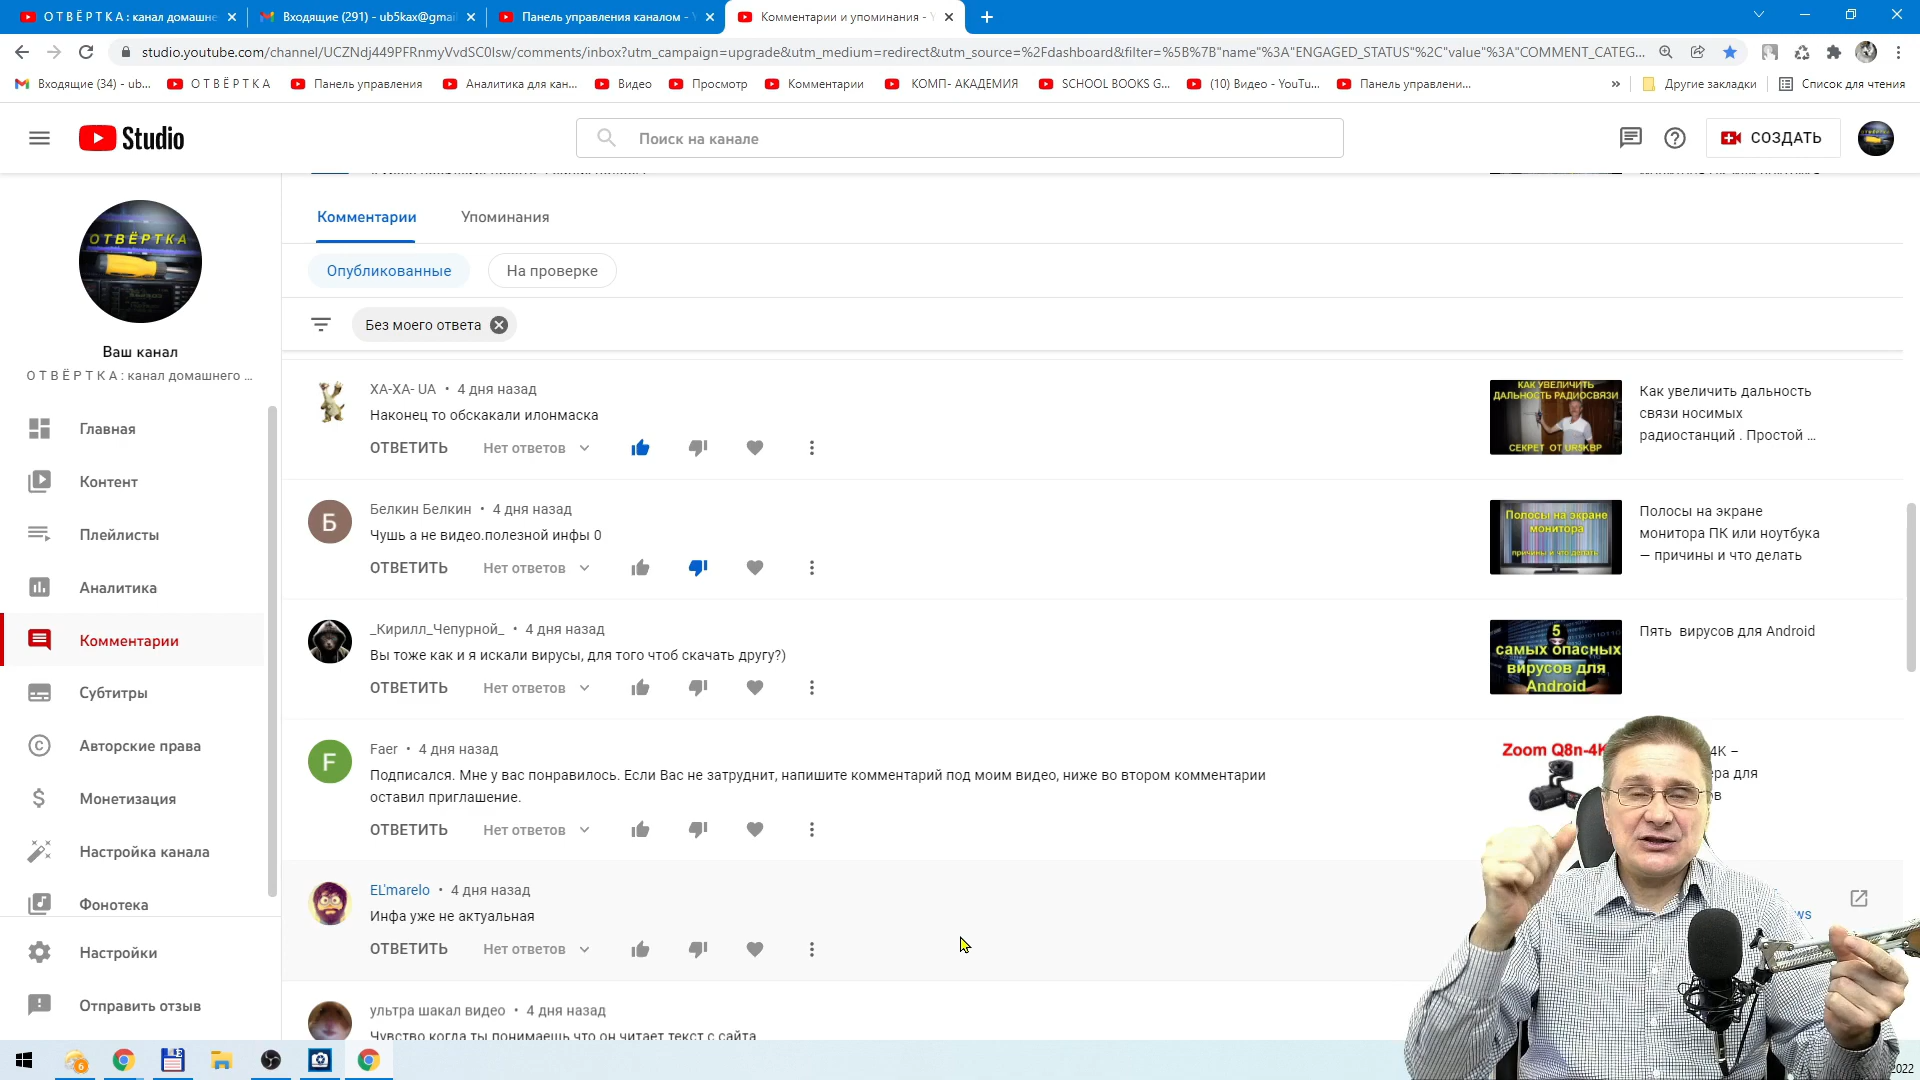 О Т В Ё Р Т К А : канал домашне
Входящие (291) - ub5kax@gmai
Панель управления каналом -
Комментарии и упоминания -
studio.youtube.com/channel/UCZNdj449PFRnmyVvdSC0Isw/comments/inbox?utm_campaign=upgrade&utm_medium=redirect&utm_source=%2Fdashboard&filter=%5B%7B"name"%3A"ENGAGED_STATUS"%2C"value"%3A"COMMENT_CATEG...
Входящие (34) - ub...
О Т В Ё Р Т К А
Панель управления
Аналитика для кан...
Видео
Просмотр
Комментарии
КОМП- АКАДЕМИЯ
SCHOOL BOOKS G...
(10) Видео - YouTu...
Панель управлени...
»
Другие закладки
Список для чтения
Studio
Поиск на канале
СОЗДАТЬ
ОТВЁРТКА
Ваш канал
О Т В Ё Р Т К А : канал домашнего ...
Главная
Контент
Плейлисты
Аналитика
Комментарии
Субтитры
Авторские права
Монетизация
Настройка канала
Фонотека
Настройки
Отправить отзыв
Комментарии
Упоминания
Опубликованные
На проверке
Без моего ответа
ХА-ХА- UA • 4 дня назад
Наконец то обскакали илонмаска
ОТВЕТИТЬ
Нет ответов
КАК УВЕЛИЧИТЬ
ДАЛЬНОСТЬ РАДИОСВЯЗИ
СЕКРЕТ ОТ UR5KBP
Как увеличить дальность
связи носимых
радиостанций . Простой ...
Б
Белкин Белкин • 4 дня назад
Чушь а не видео.полезной инфы 0
ОТВЕТИТЬ
Нет ответов
Полосы на экране
монитора
причины и что делать
Полосы на экране
монитора ПК или ноутбука
— причины и что делать
_Кирилл_Чепурной_ • 4 дня назад
Вы тоже как и я искали вирусы, для того чтоб скачать другу?)
ОТВЕТИТЬ
Нет ответов
5
самых опасных
вирусов для
Android
Пять вирусов для Android
F
Faer • 4 дня назад
Подписался. Мне у вас понравилось. Если Вас не затруднит, напишите комментарий под моим видео, ниже во втором комментарии
оставил приглашение.
ОТВЕТИТЬ
Нет ответов
Zoom Q8n-4K
4K –
ера для
ов
EL'marelo • 4 дня назад
Инфа уже не актуальная
ОТВЕТИТЬ
Нет ответов
ws
ультра шакал видео • 4 дня назад
Чувство когда ты понимаешь что он читает текст с сайта
6
2022